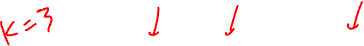 k=3 ↓ ↓ ↓